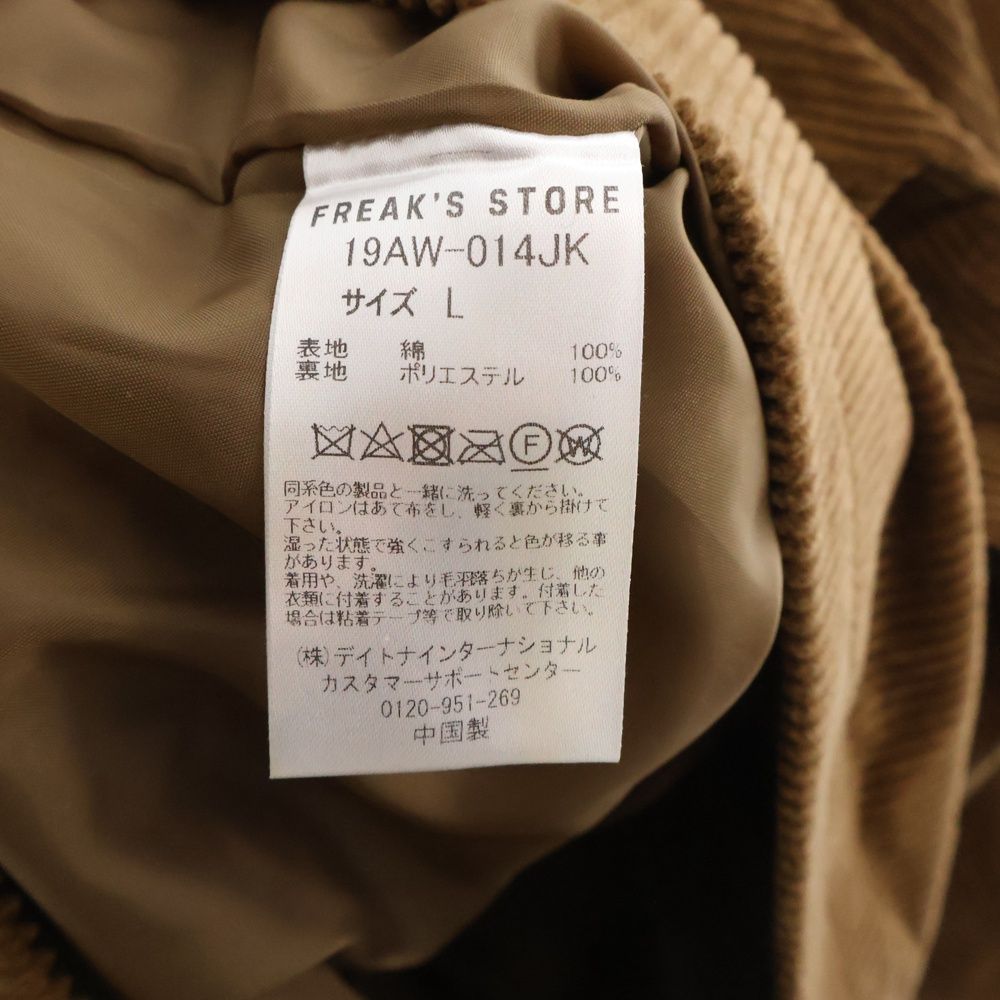 FREAK'S STORE
19AW-014JK
サイズ L
表地 綿 100%
裏地 ポリエステル 100%
F W
同系色の製品と一緒に洗ってください。
アイロンはあて布をし、軽く裏から掛けて
下さい。
湿った状態で強くこすられると色が移る事
があります。
着用や、洗濯により毛羽落ちが生じ、他の
衣類に付着することがあります。付着した
場合は粘着テープ等で取り除いて下さい。
(株)デイトナインターナショナル
カスタマーサポートセンター
0120-951-269
中国製